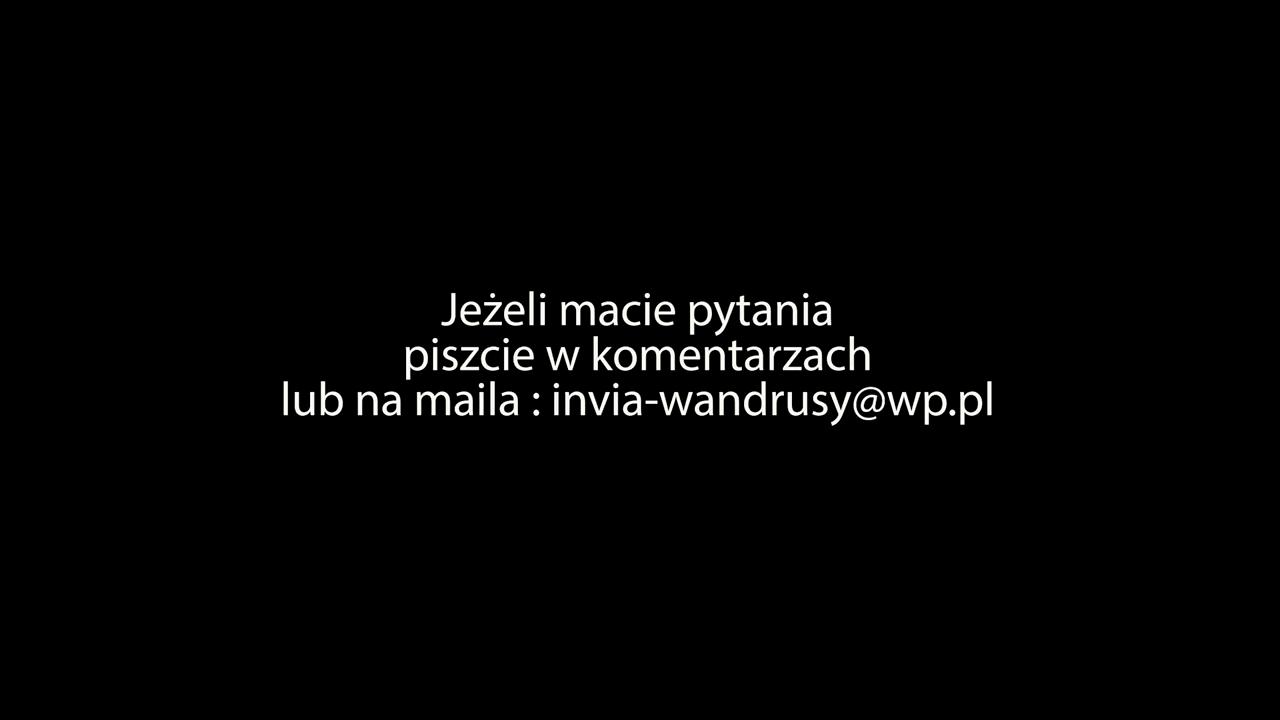 Jeżeli macie pytania
piszcie w komentarzach
lub na maila : invia-wandrusy@wp.pl